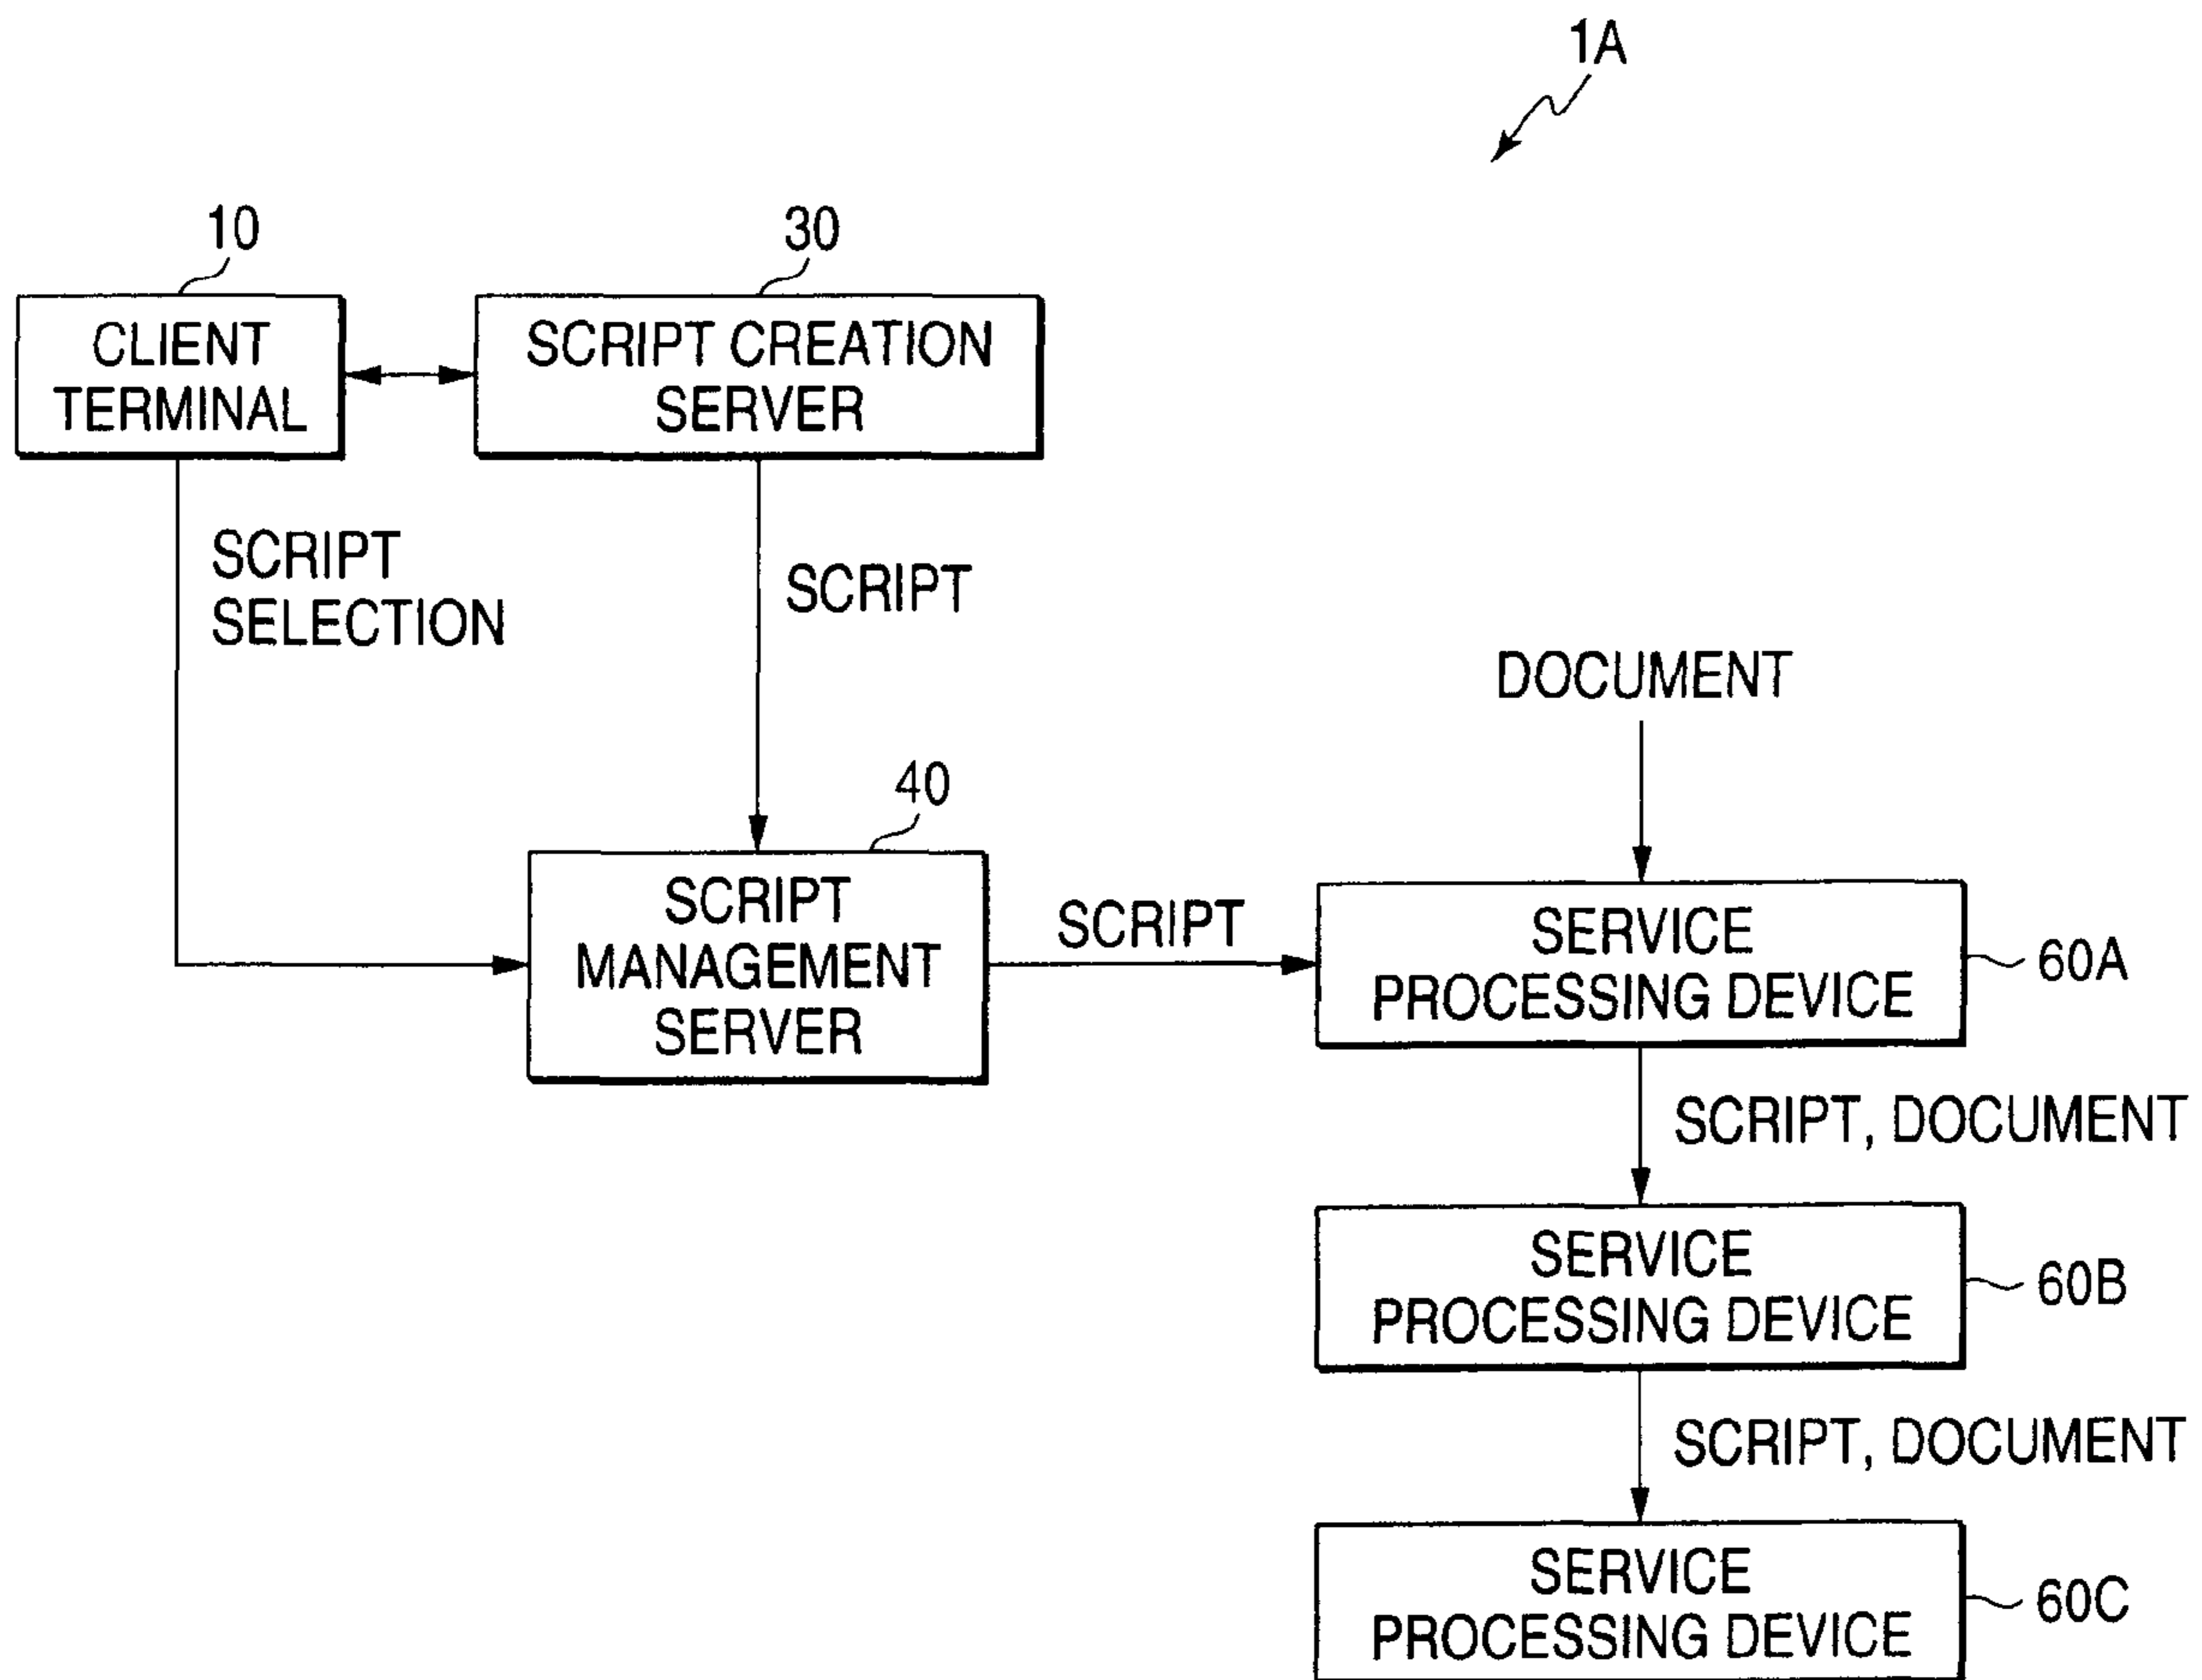 1A
10
30
CLIENT
TERMINAL
SCRIPT CREATION
SERVER
SCRIPT
SELECTION
SCRIPT
DOCUMENT
40
SCRIPT
MANAGEMENT
SERVER
SCRIPT
SERVICE
PROCESSING DEVICE
60A
SCRIPT, DOCUMENT
SERVICE
PROCESSING DEVICE
60B
SCRIPT, DOCUMENT
SERVICE
PROCESSING DEVICE
60C